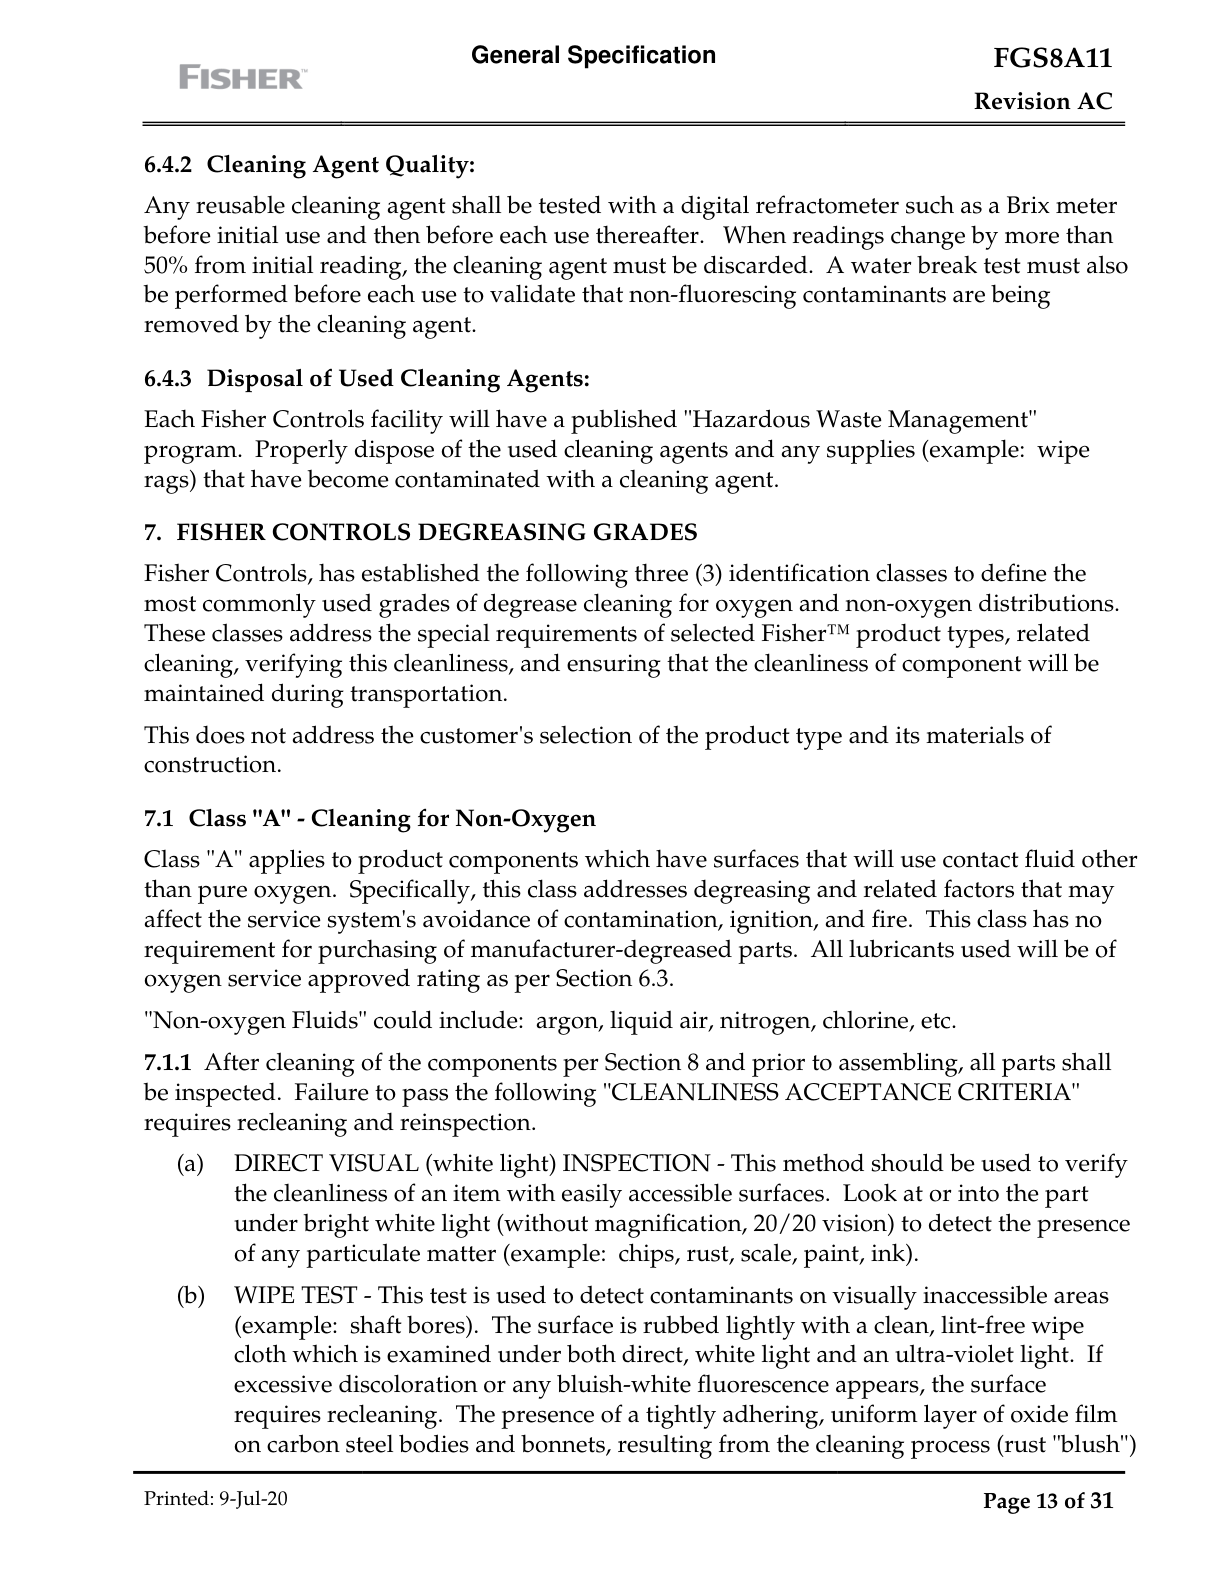 General Specification
FGS8A11
FISHER™
Revision AC
6.4.2 Cleaning Agent Quality:
Any reusable cleaning agent shall be tested with a digital refractometer such as a Brix meter
before initial use and then before each use thereafter. When readings change by more than
50% from initial reading, the cleaning agent must be discarded. A water break test must also
be performed before each use to validate that non-fluorescing contaminants are being
removed by the cleaning agent.
6.4.3 Disposal of Used Cleaning Agents:
Each Fisher Controls facility will have a published "Hazardous Waste Management"
program. Properly dispose of the used cleaning agents and any supplies (example: wipe
rags) that have become contaminated with a cleaning agent.
7. FISHER CONTROLS DEGREASING GRADES
Fisher Controls, has established the following three (3) identification classes to define the
most commonly used grades of degrease cleaning for oxygen and non-oxygen distributions.
These classes address the special requirements of selected Fisher™ product types, related
cleaning, verifying this cleanliness, and ensuring that the cleanliness of component will be
maintained during transportation.
This does not address the customer's selection of the product type and its materials of
construction.
7.1 Class "A" - Cleaning for Non-Oxygen
Class "A" applies to product components which have surfaces that will use contact fluid other
than pure oxygen. Specifically, this class addresses degreasing and related factors that may
affect the service system's avoidance of contamination, ignition, and fire. This class has no
requirement for purchasing of manufacturer-degreased parts. All lubricants used will be of
oxygen service approved rating as per Section 6.3.
"Non-oxygen Fluids" could include: argon, liquid air, nitrogen, chlorine, etc.
7.1.1 After cleaning of the components per Section 8 and prior to assembling, all parts shall
be inspected. Failure to pass the following "CLEANLINESS ACCEPTANCE CRITERIA"
requires recleaning and reinspection.
(a) DIRECT VISUAL (white light) INSPECTION - This method should be used to verify
the cleanliness of an item with easily accessible surfaces. Look at or into the part
under bright white light (without magnification, 20/20 vision) to detect the presence
of any particulate matter (example: chips, rust, scale, paint, ink).
(b) WIPE TEST - This test is used to detect contaminants on visually inaccessible areas
(example: shaft bores). The surface is rubbed lightly with a clean, lint-free wipe
cloth which is examined under both direct, white light and an ultra-violet light. If
excessive discoloration or any bluish-white fluorescence appears, the surface
requires recleaning. The presence of a tightly adhering, uniform layer of oxide film
on carbon steel bodies and bonnets, resulting from the cleaning process (rust "blush")
Printed: 9-Jul-20
Page 13 of 31